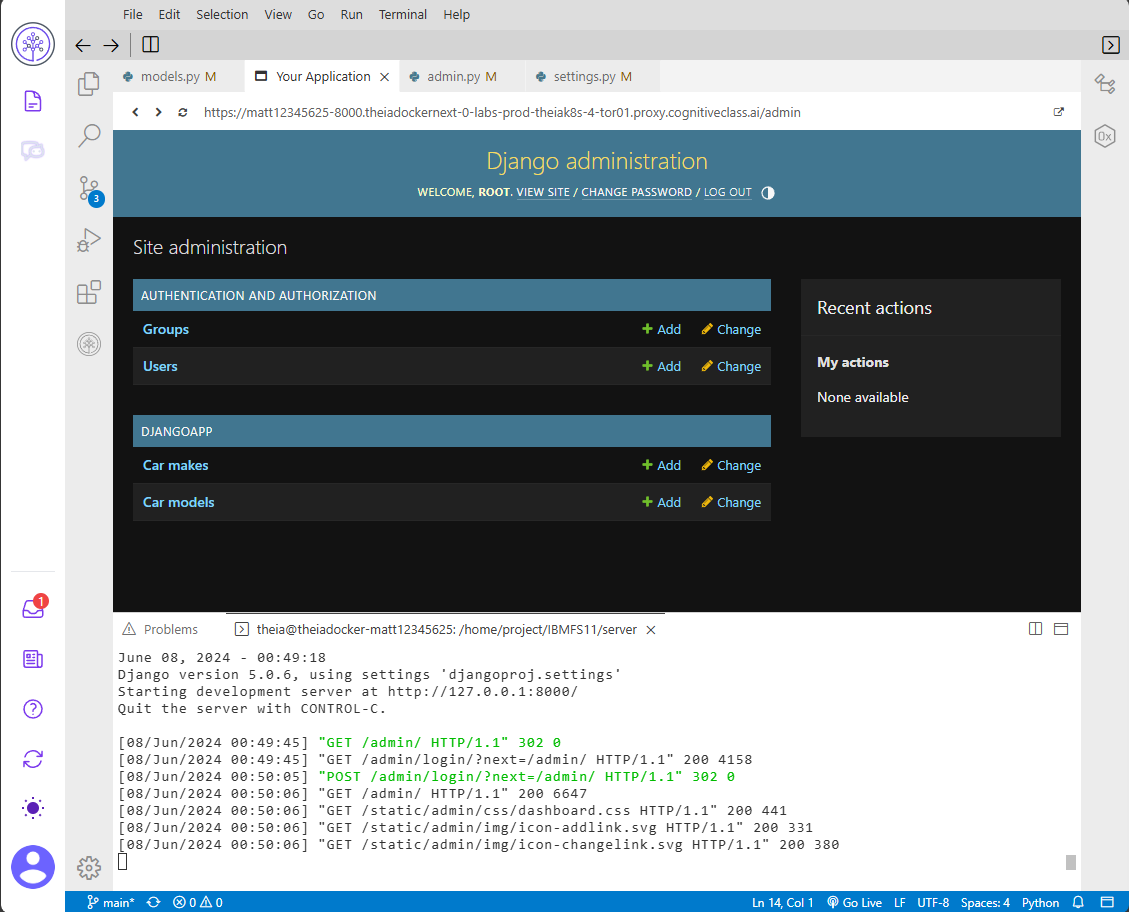 File Edit Selection View Go Run Terminal Help
models.py M Your Application admin.py M settings.py M
https://matt12345625-8000.theiadockernext-0-labs-prod-theiak8s-4-tor01.proxy.cognitiveclass.ai/admin
0x
Django administration
WELCOME, ROOT. VIEW SITE / CHANGE PASSWORD / LOG OUT
3
Site administration
AUTHENTICATION AND AUTHORIZATION
Groups Add Change
Users Add Change
DJANGOAPP
Car makes Add Change
Car models Add Change
Recent actions
My actions
None available
1
Problems theia@theiadocker-matt12345625: /home/project/IBMFS11/server
June 08, 2024 - 00:49:18
Django version 5.0.6, using settings 'djangoproj.settings'
Starting development server at http://127.0.0.1:8000/
Quit the server with CONTROL-C.
[08/Jun/2024 00:49:45] "GET /admin/ HTTP/1.1" 302 0
[08/Jun/2024 00:49:45] "GET /admin/login/?next=/admin/ HTTP/1.1" 200 4158
[08/Jun/2024 00:50:05] "POST /admin/login/?next=/admin/ HTTP/1.1" 302 0
[08/Jun/2024 00:50:06] "GET /admin/ HTTP/1.1" 200 6647
[08/Jun/2024 00:50:06] "GET /static/admin/css/dashboard.css HTTP/1.1" 200 441
[08/Jun/2024 00:50:06] "GET /static/admin/img/icon-addlink.svg HTTP/1.1" 200 331
[08/Jun/2024 00:50:06] "GET /static/admin/img/icon-changelink.svg HTTP/1.1" 200 380
main* 0 0 Ln 14, Col 1 Go Live LF UTF-8 Spaces: 4 Python